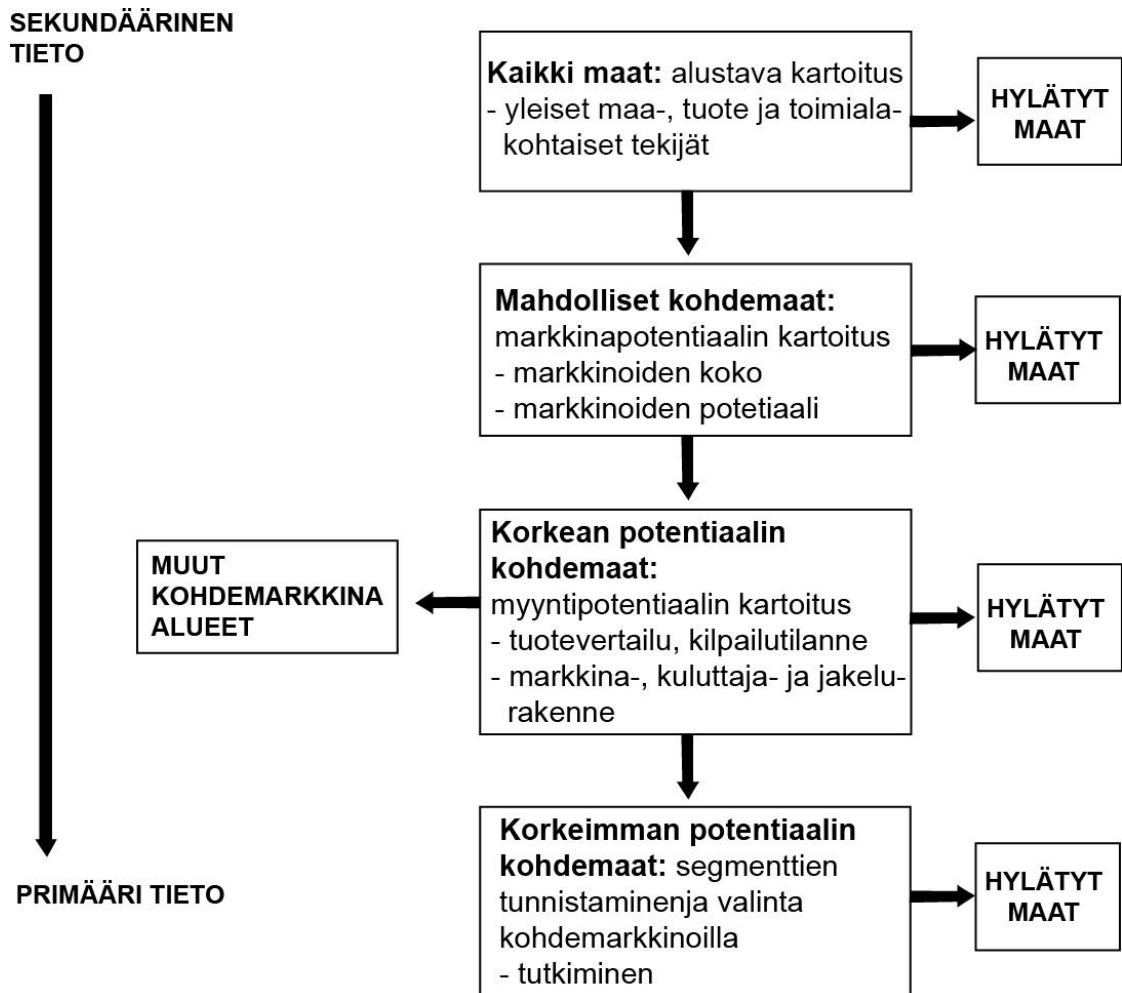 SEKUNDÄÄRINEN
TIETO
Kaikki maat: alustava kartoitus
- yleiset maa-, tuote ja toimiala-
kohtaiset tekijät
HYLÄTYT
MAAT
Mahdolliset kohdemaat:
markkinapotentiaalin kartoitus
- markkinoiden koko
- markkinoiden potetiaali
HYLÄTYT
MAAT
Korkean potentiaalin
kohdemaat:
myyntipotentiaalin kartoitus
- tuotevertailu, kilpailutilanne
- markkina-, kuluttaja- ja jakelu-
rakenne
MUUT
KOHDEMARKKINA
ALUEET
HYLÄTYT
MAAT
Korkeimman potentiaalin
kohdemaat: segmenttien
tunnistaminenja valinta
kohdemarkkinoilla
- tutkiminen
HYLÄTYT
MAAT
PRIMÄÄRI TIETO